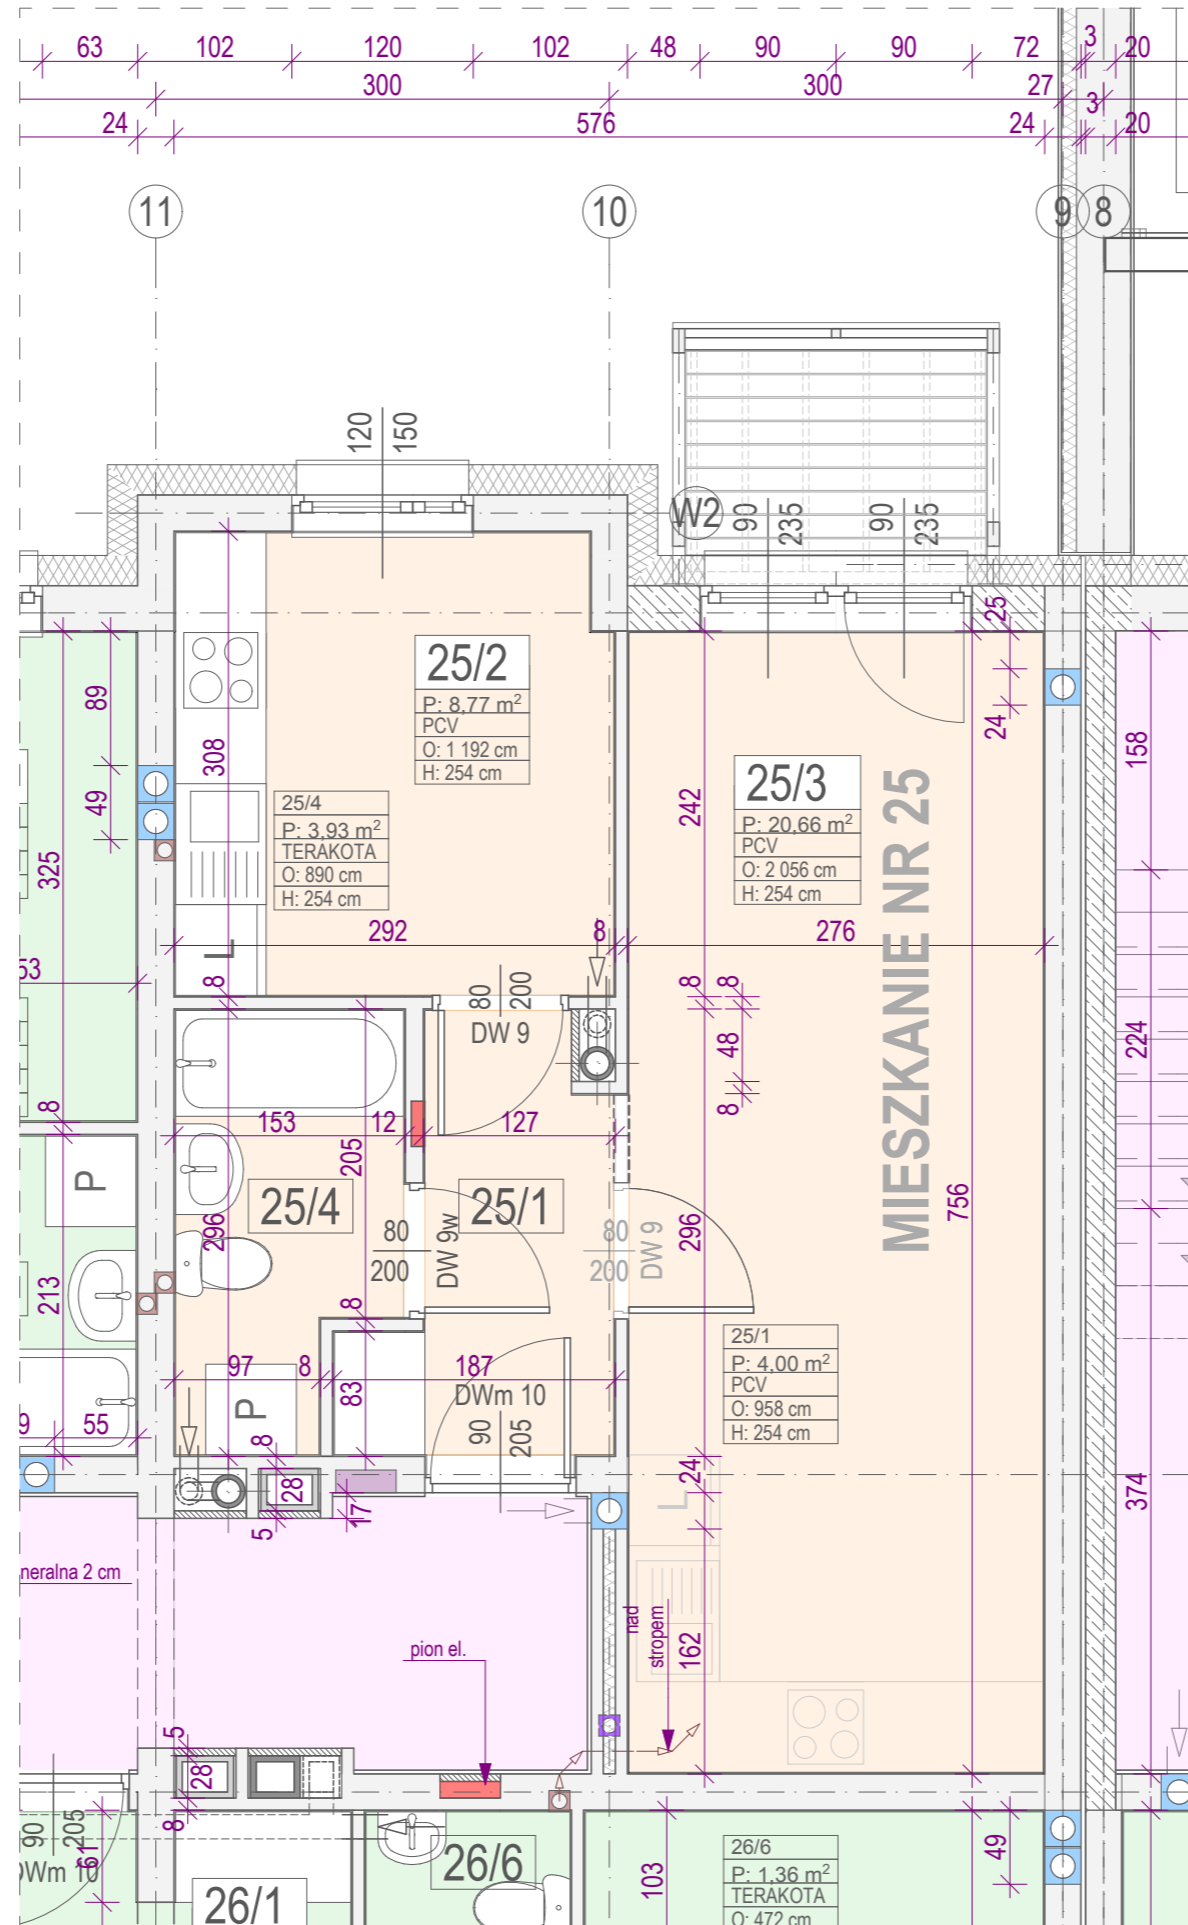 63 102 120 102 48 90 90 72 3 20
300 300 27
24 576 24 3 20
11 10 9 8
120 150
W2
90 235 90 235
25
24
25/2
P: 8,77 m²
PCV
O: 1 192 cm
H: 254 cm
89
49
308
325
25/4
P: 3,93 m²
TERAKOTA
O: 890 cm
H: 254 cm
25/3
P: 20,66 m²
PCV
O: 2 056 cm
H: 254 cm
MIESZKANIE NR 25
242
158
292 8 276
53
L
8
8 8
80 200
DW 9
48
8
224
8
153 12 127
205
P
25/4
25/1
296
80
200
DW 9w
80
200
DW 9
296
756
213
8
25/1
P: 4,00 m²
PCV
O: 958 cm
H: 254 cm
97 8 187
83
P
DWm 10
90 205
9 55
8
28
5
17
24
L
374
neralna 2 cm
pion el.
nad
stropem
162
5
28
8
90 205
DWm 10
61
26/1
26/6
103
26/6
P: 1,36 m²
TERAKOTA
O: 472 cm
49